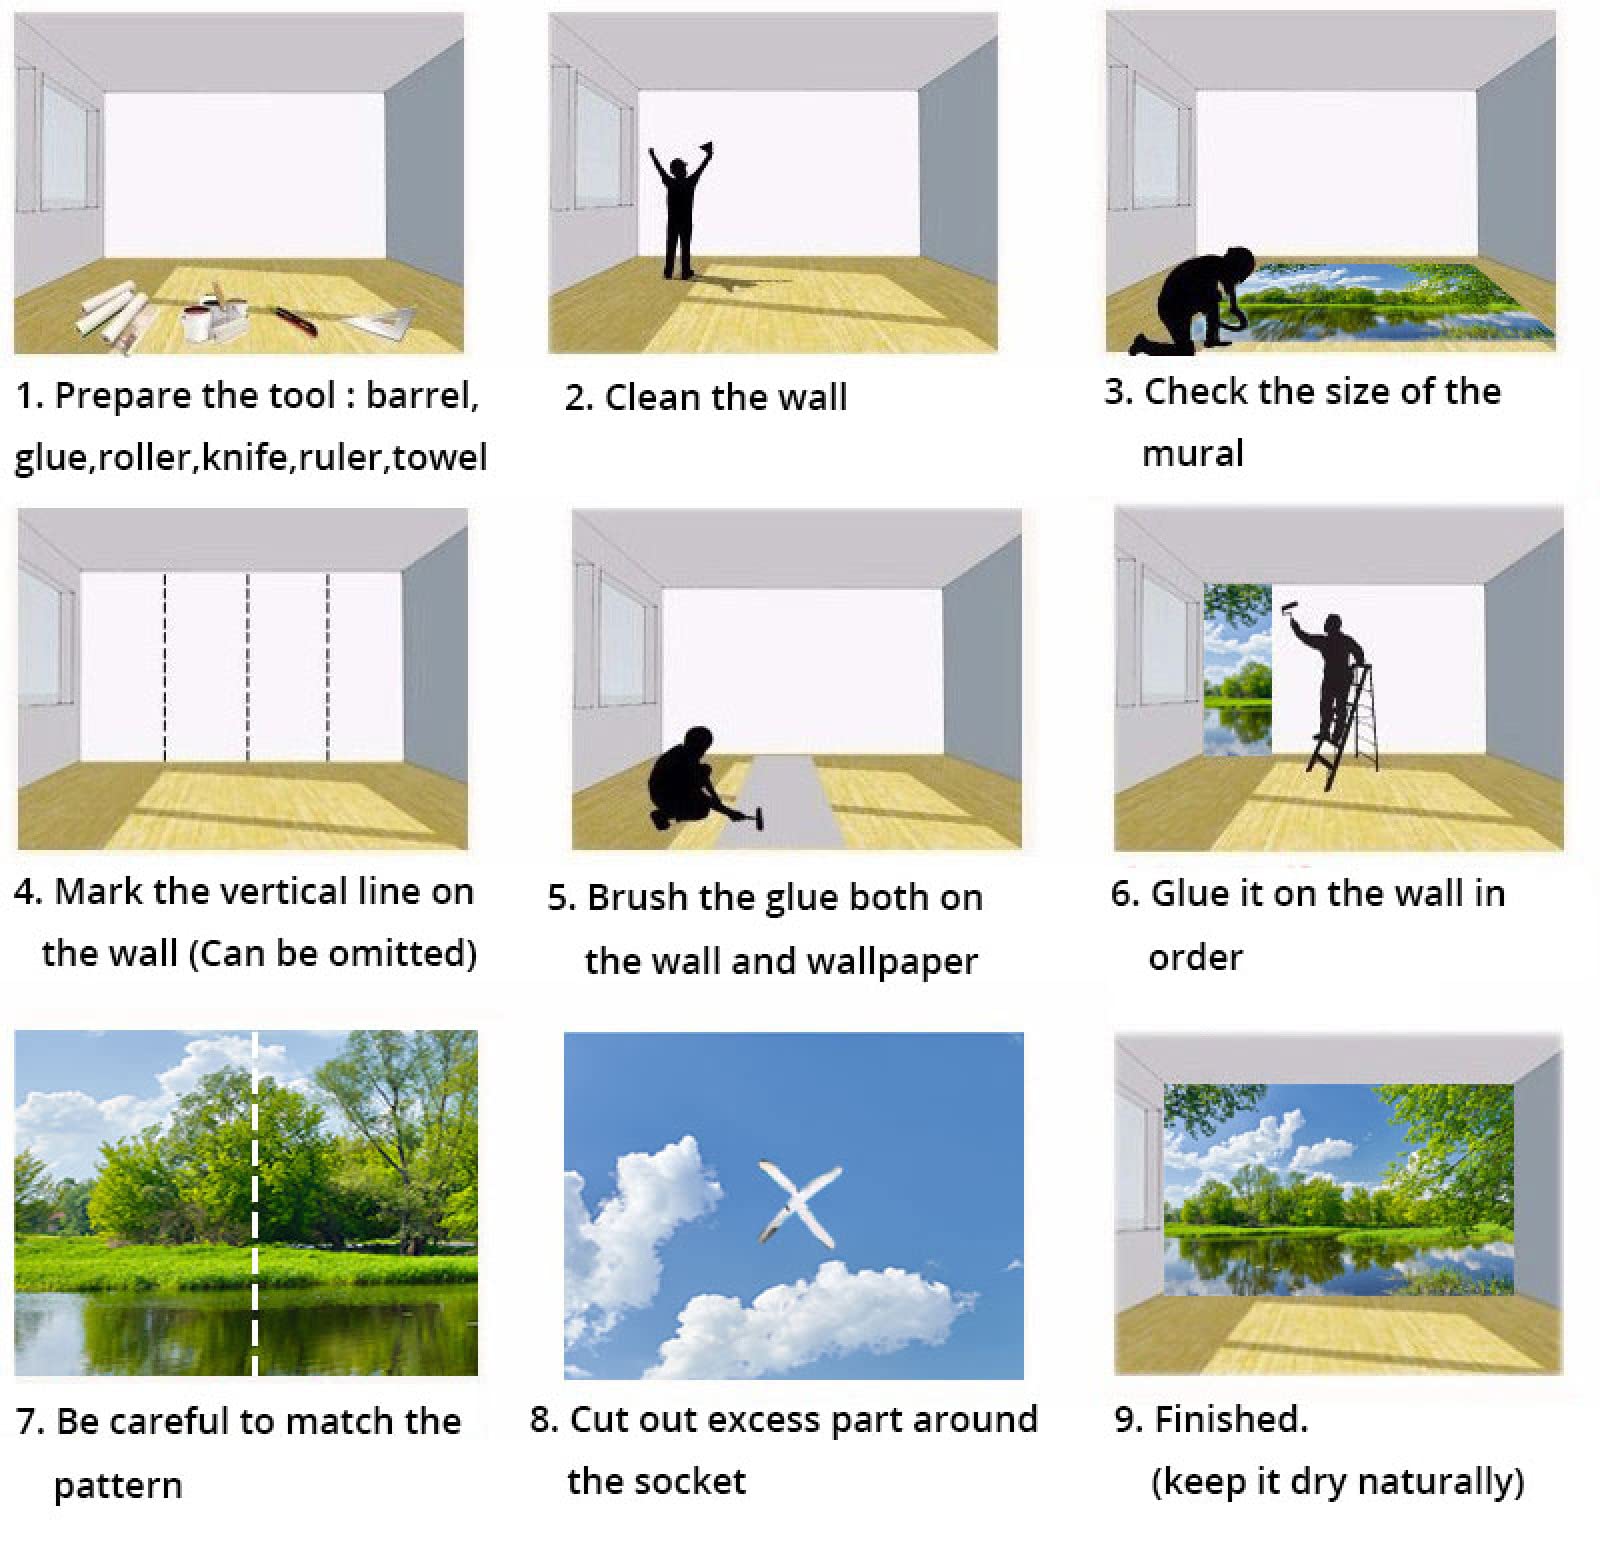 1. Prepare the tool : barrel,
glue,roller,knife,ruler,towel
2. Clean the wall
3. Check the size of the
mural
4. Mark the vertical line on
the wall (Can be omitted)
5. Brush the glue both on
the wall and wallpaper
6. Glue it on the wall in
order
7. Be careful to match the
pattern
8. Cut out excess part around
the socket
9. Finished.
(keep it dry naturally)